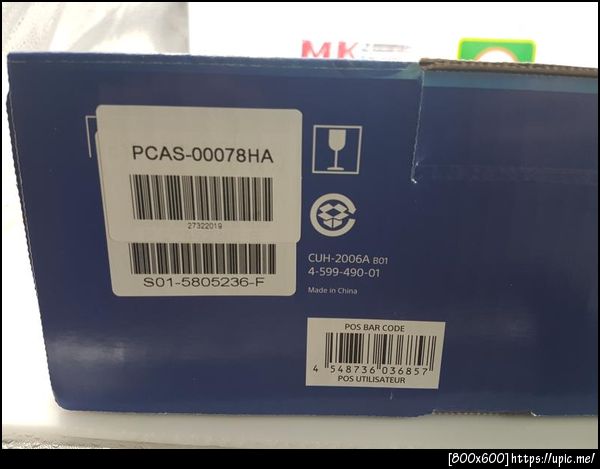 MK
PCAS-00078HA
27322019
S01-5805236-F
CUH-2006A B01
4-599-490-01
Made in China
POS BAR CODE
4 548736 036857
POS UTILISATEUR
[800x600]https://upic.me/